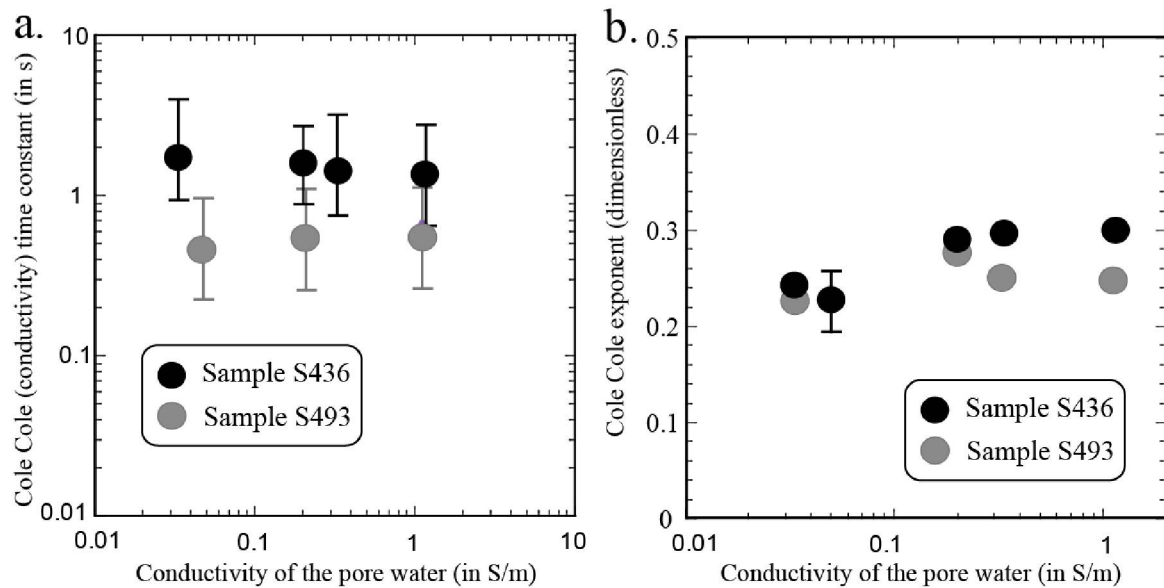 a.
Cole Cole (conductivity) time constant (in s)
10
1
0.1
0.01
Sample S436
Sample S493
0.01
0.1
1
10
Conductivity of the pore water (in S/m)
b.
Cole Cole exponent (dimensionless)
0.5
0.4
0.3
0.2
0.1
0
Sample S436
Sample S493
0.01
0.1
1
Conductivity of the pore water (in S/m)